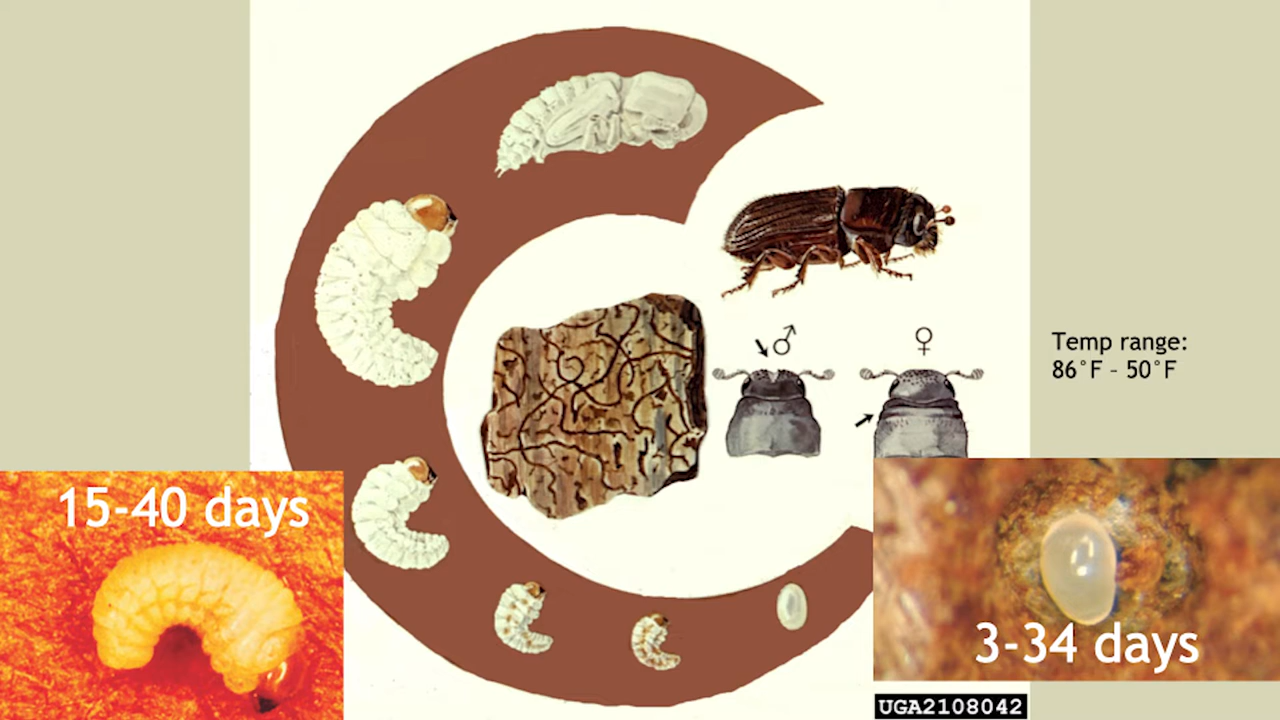 ♂
♀
Temp range:
86°F - 50°F
15-40 days
3-34 days
UGA2108042